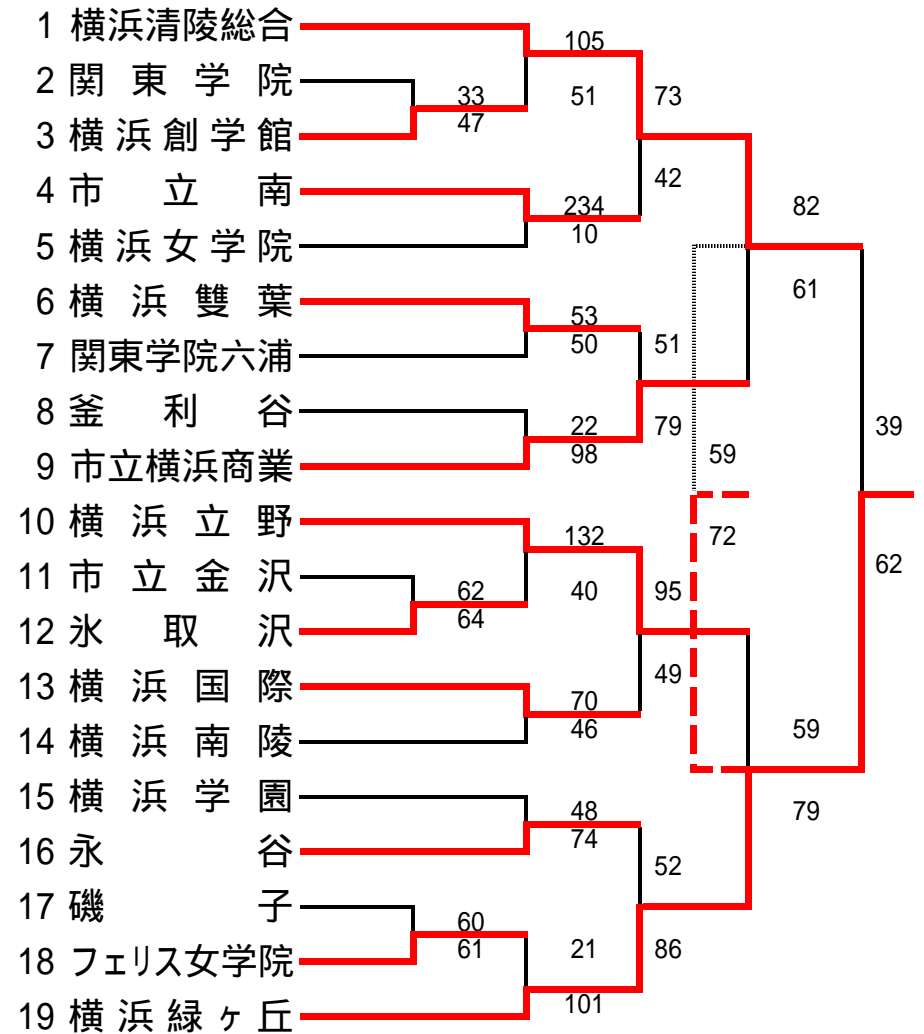 1 横浜清陵総合
105
2 関東学院
33
51
73
47
3 横浜創学館
42
4 市立南
234
82
10
5 横浜女学院
61
6 横浜雙葉
53
50
51
7 関東学院六浦
8 釜利谷
22
79
39
98
59
9 市立横浜商業
10 横浜立野
132
72
62
11 市立金沢
62
40
95
64
12 氷取沢
49
13 横浜国際
70
46
59
14 横浜南陵
15 横浜学園
48
79
74
16 永谷
52
17 磯子
60
61
21
86
18 フェリス女学院
101
19 横浜緑ヶ丘